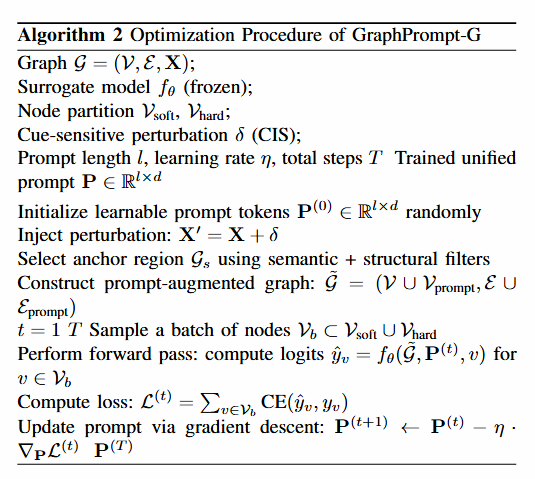 Algorithm 2 Optimization Procedure of GraphPrompt-G
Graph 𝒢 = (𝒱, ℰ, X);
Surrogate model f_θ (frozen);
Node partition 𝒱_soft, 𝒱_hard;
Cue-sensitive perturbation δ (CIS);
Prompt length l, learning rate η, total steps T Trained unified
prompt P ∈ ℝ^{l×d}
Initialize learnable prompt tokens P^{(0)} ∈ ℝ^{l×d} randomly
Inject perturbation: X′ = X + δ
Select anchor region 𝒢_s using semantic + structural filters
Construct prompt-augmented graph: 𝒢̃ = (𝒱 ∪ 𝒱_prompt, ℰ ∪
ℰ_prompt)
t = 1 T Sample a batch of nodes 𝒱_b ⊂ 𝒱_soft ∪ 𝒱_hard
Perform forward pass: compute logits ŷ_v = f_θ(𝒢̃, P^{(t)}, v) for
v ∈ 𝒱_b
Compute loss: ℒ^{(t)} = ∑_{v∈𝒱_b} CE(ŷ_v, y_v)
Update prompt via gradient descent: P^{(t+1)} ← P^{(t)} − η ·
∇_P ℒ^{(t)} P^{(T)}